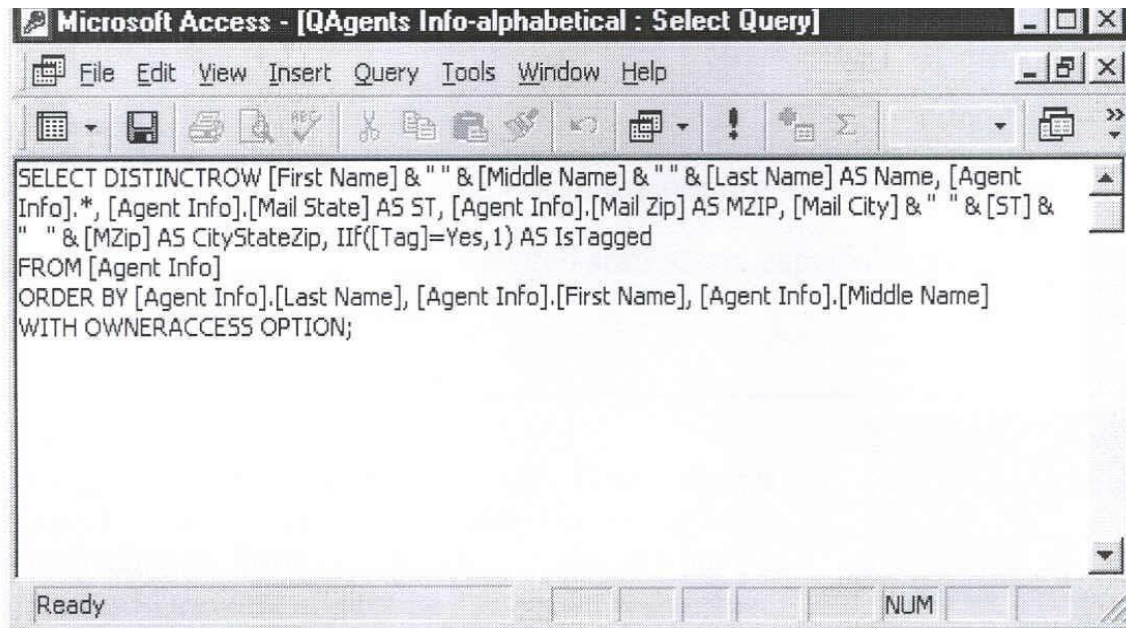 Microsoft Access - [QAgents Info-alphabetical : Select Query]
File Edit View Insert Query Tools Window Help
SELECT DISTINCTROW [First Name] & " " & [Middle Name] & " " & [Last Name] AS Name, [Agent
Info].*, [Agent Info].[Mail State] AS ST, [Agent Info].[Mail Zip] AS MZIP, [Mail City] & "  " & [ST] &
"   " & [MZip] AS CityStateZip, IIf([Tag]=Yes,1) AS IsTagged
FROM [Agent Info]
ORDER BY [Agent Info].[Last Name], [Agent Info].[First Name], [Agent Info].[Middle Name]
WITH OWNERACCESS OPTION;
Ready NUM